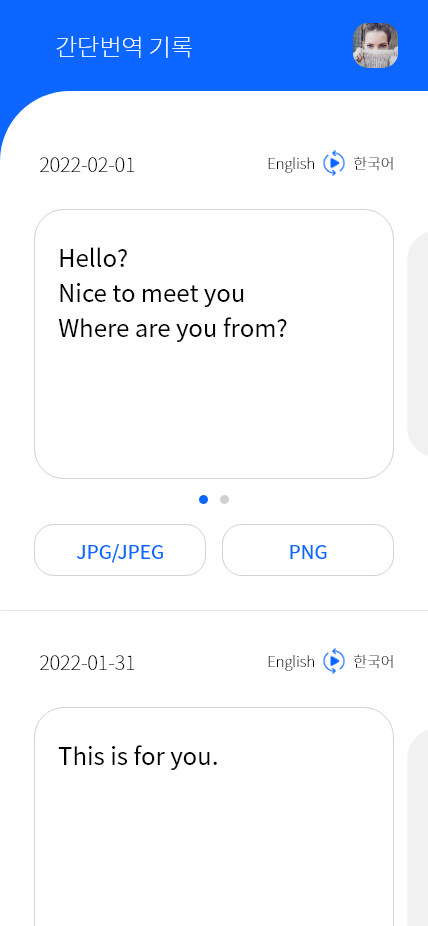 간단번역 기록
2022-02-01
English 한국어
Hello?
Nice to meet you
Where are you from?
JPG/JPEG
PNG
2022-01-31
English 한국어
This is for you.